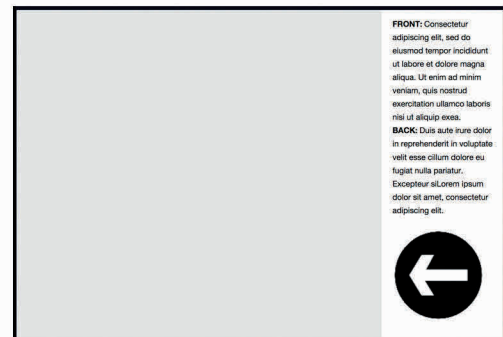 FRONT: Consectetur
adipiscing elit, sed do
eiusmod tempor incididunt
ut labore et dolore magna
aliqua. Ut enim ad minim
veniam, quis nostrud
exercitation ullamco laboris
nisi ut aliquip exea.
BACK: Duis aute irure dolor
in reprehenderit in voluptate
velit esse cillum dolore eu
fugiat nulla pariatur.
Excepteur siLorem ipsum
dolor sit amet, consectetur
adipiscing elit.